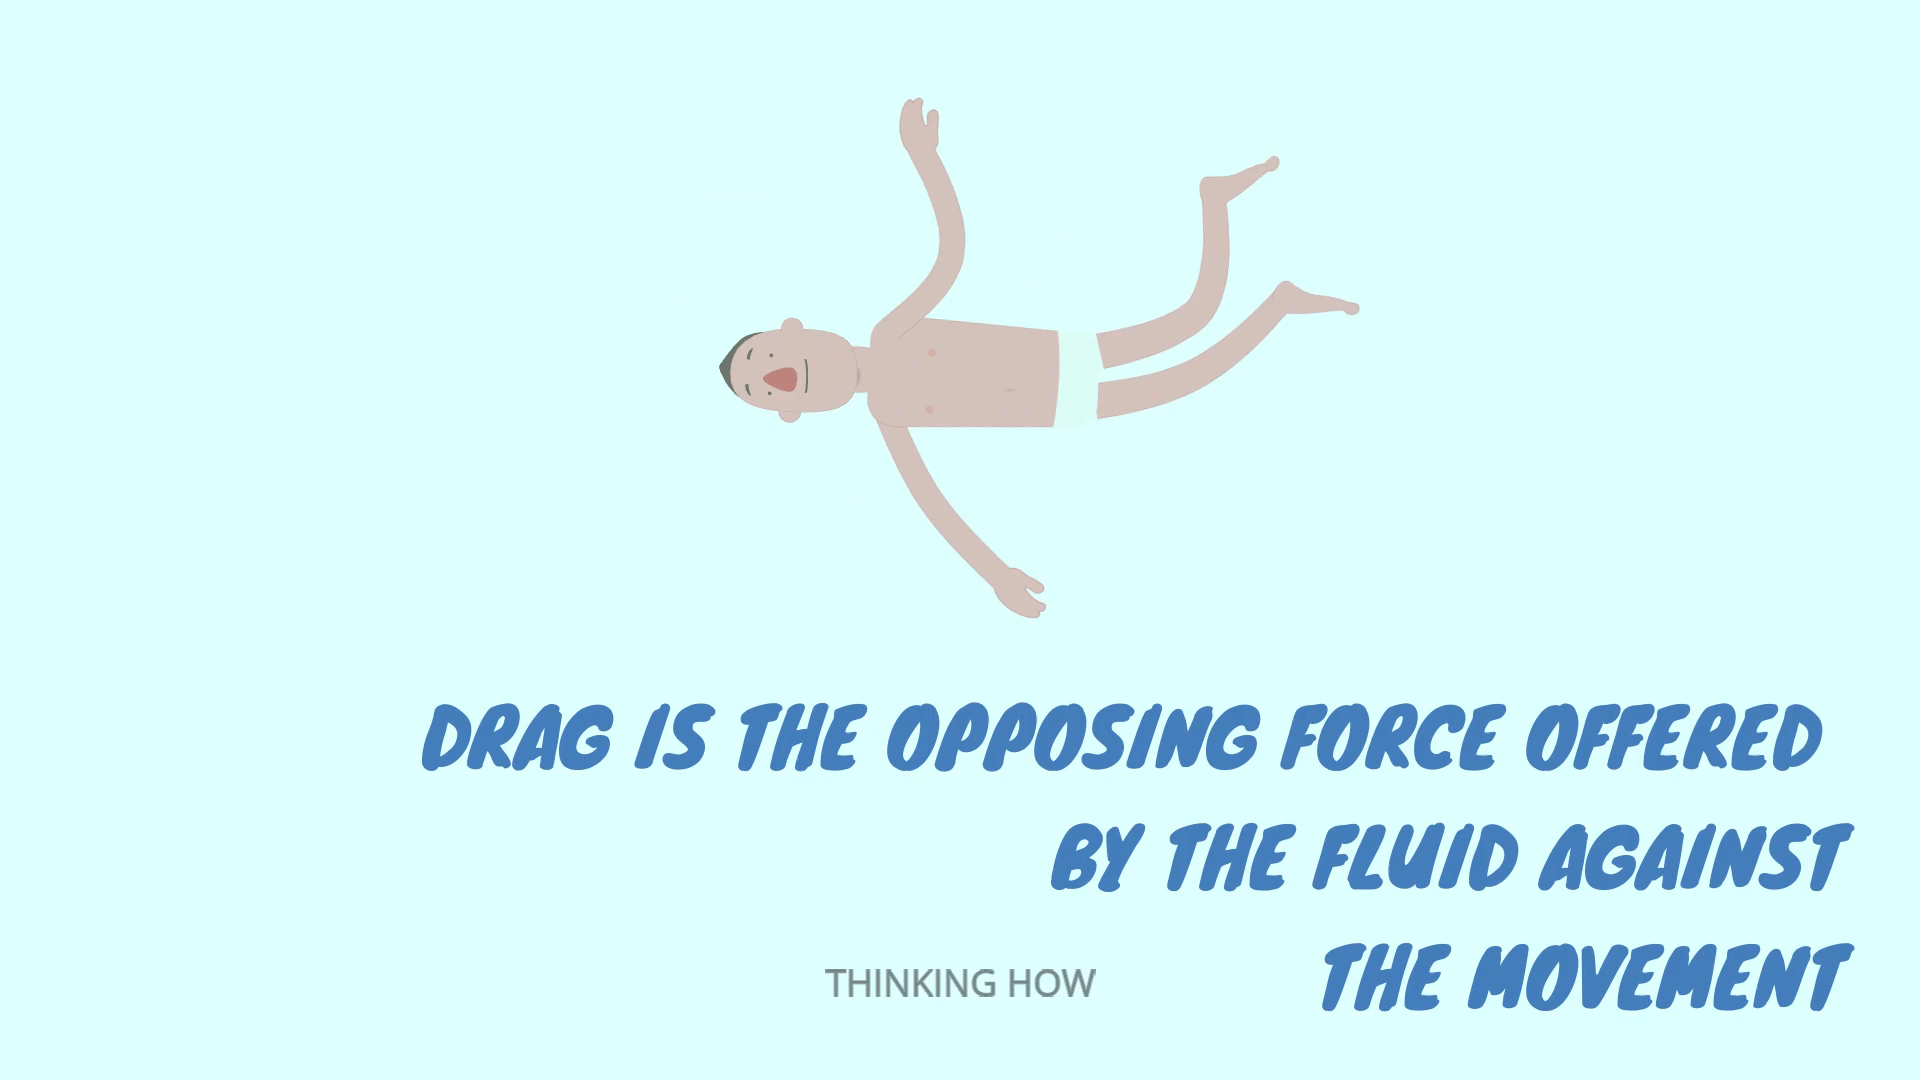 DRAG IS THE OPPOSING FORCE OFFERED
BY THE FLUID AGAINST
THE MOVEMENT
THINKING HOW